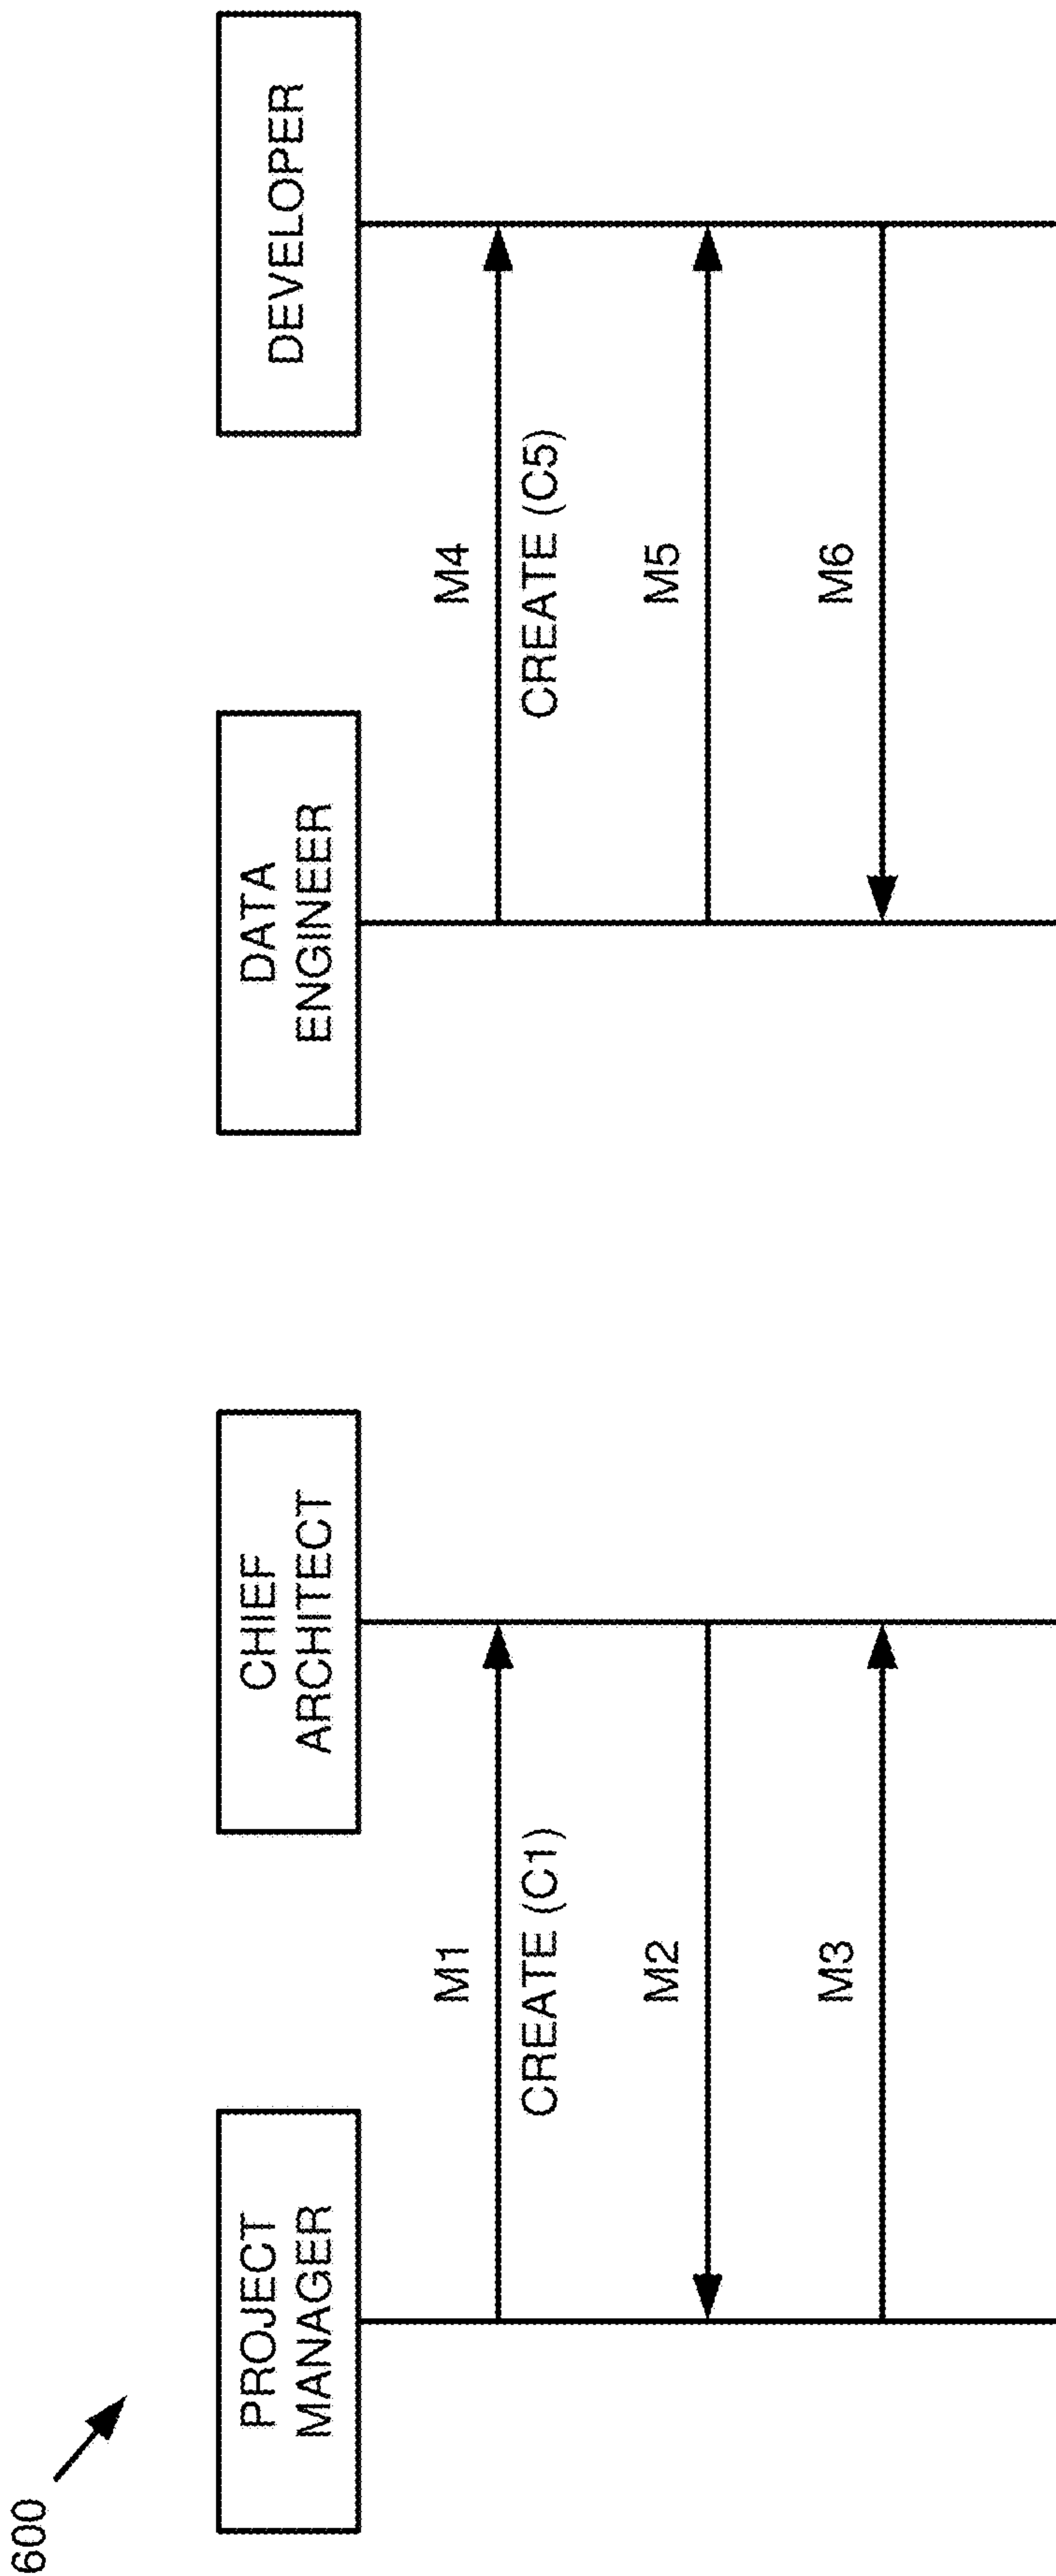 600
PROJECT
MANAGER
CHIEF
ARCHITECT
DATA
ENGINEER
DEVELOPER
M1
CREATE (C1)
M2
M3
M4
CREATE (C5)
M5
M6